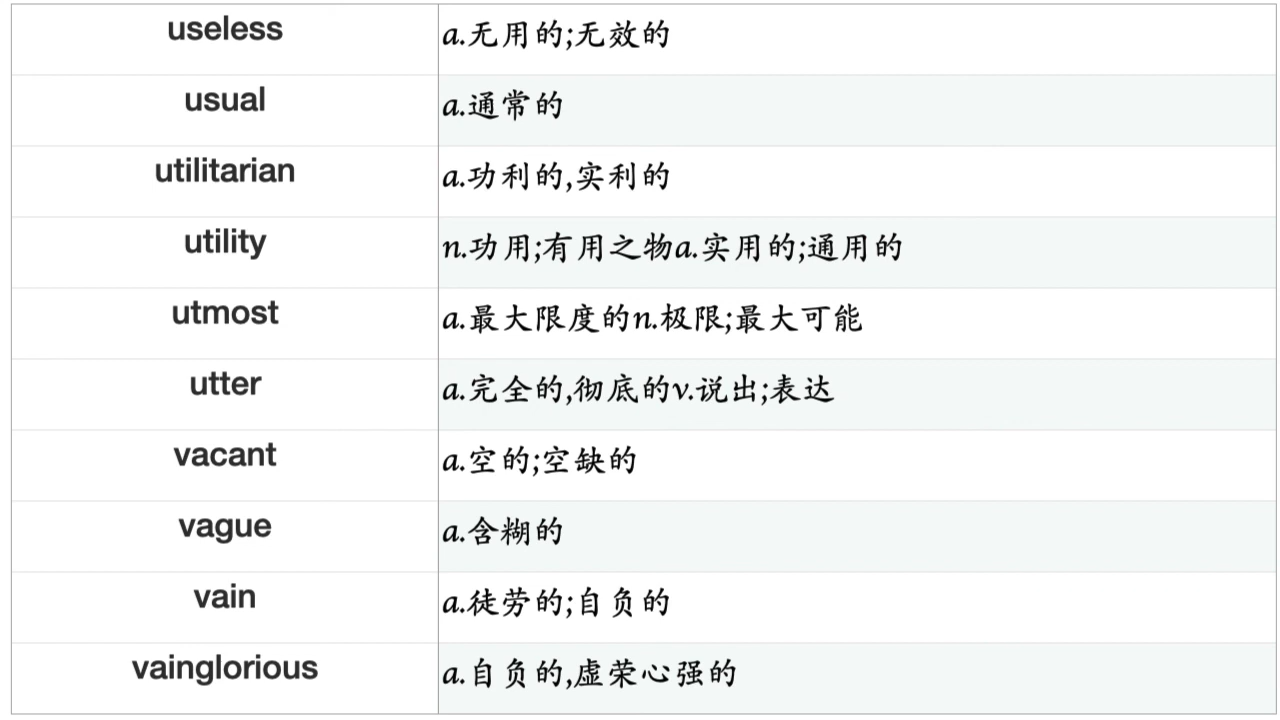 useless a.无用的;无效的
usual a.通常的
utilitarian a.功利的,实利的
utility n.功用;有用之物a.实用的;通用的
utmost a.最大限度的n.极限;最大可能
utter a.完全的,彻底的v.说出;表达
vacant a.空的;空缺的
vague a.含糊的
vain a.徒劳的;自负的
vainglorious a.自负的,虚荣心强的